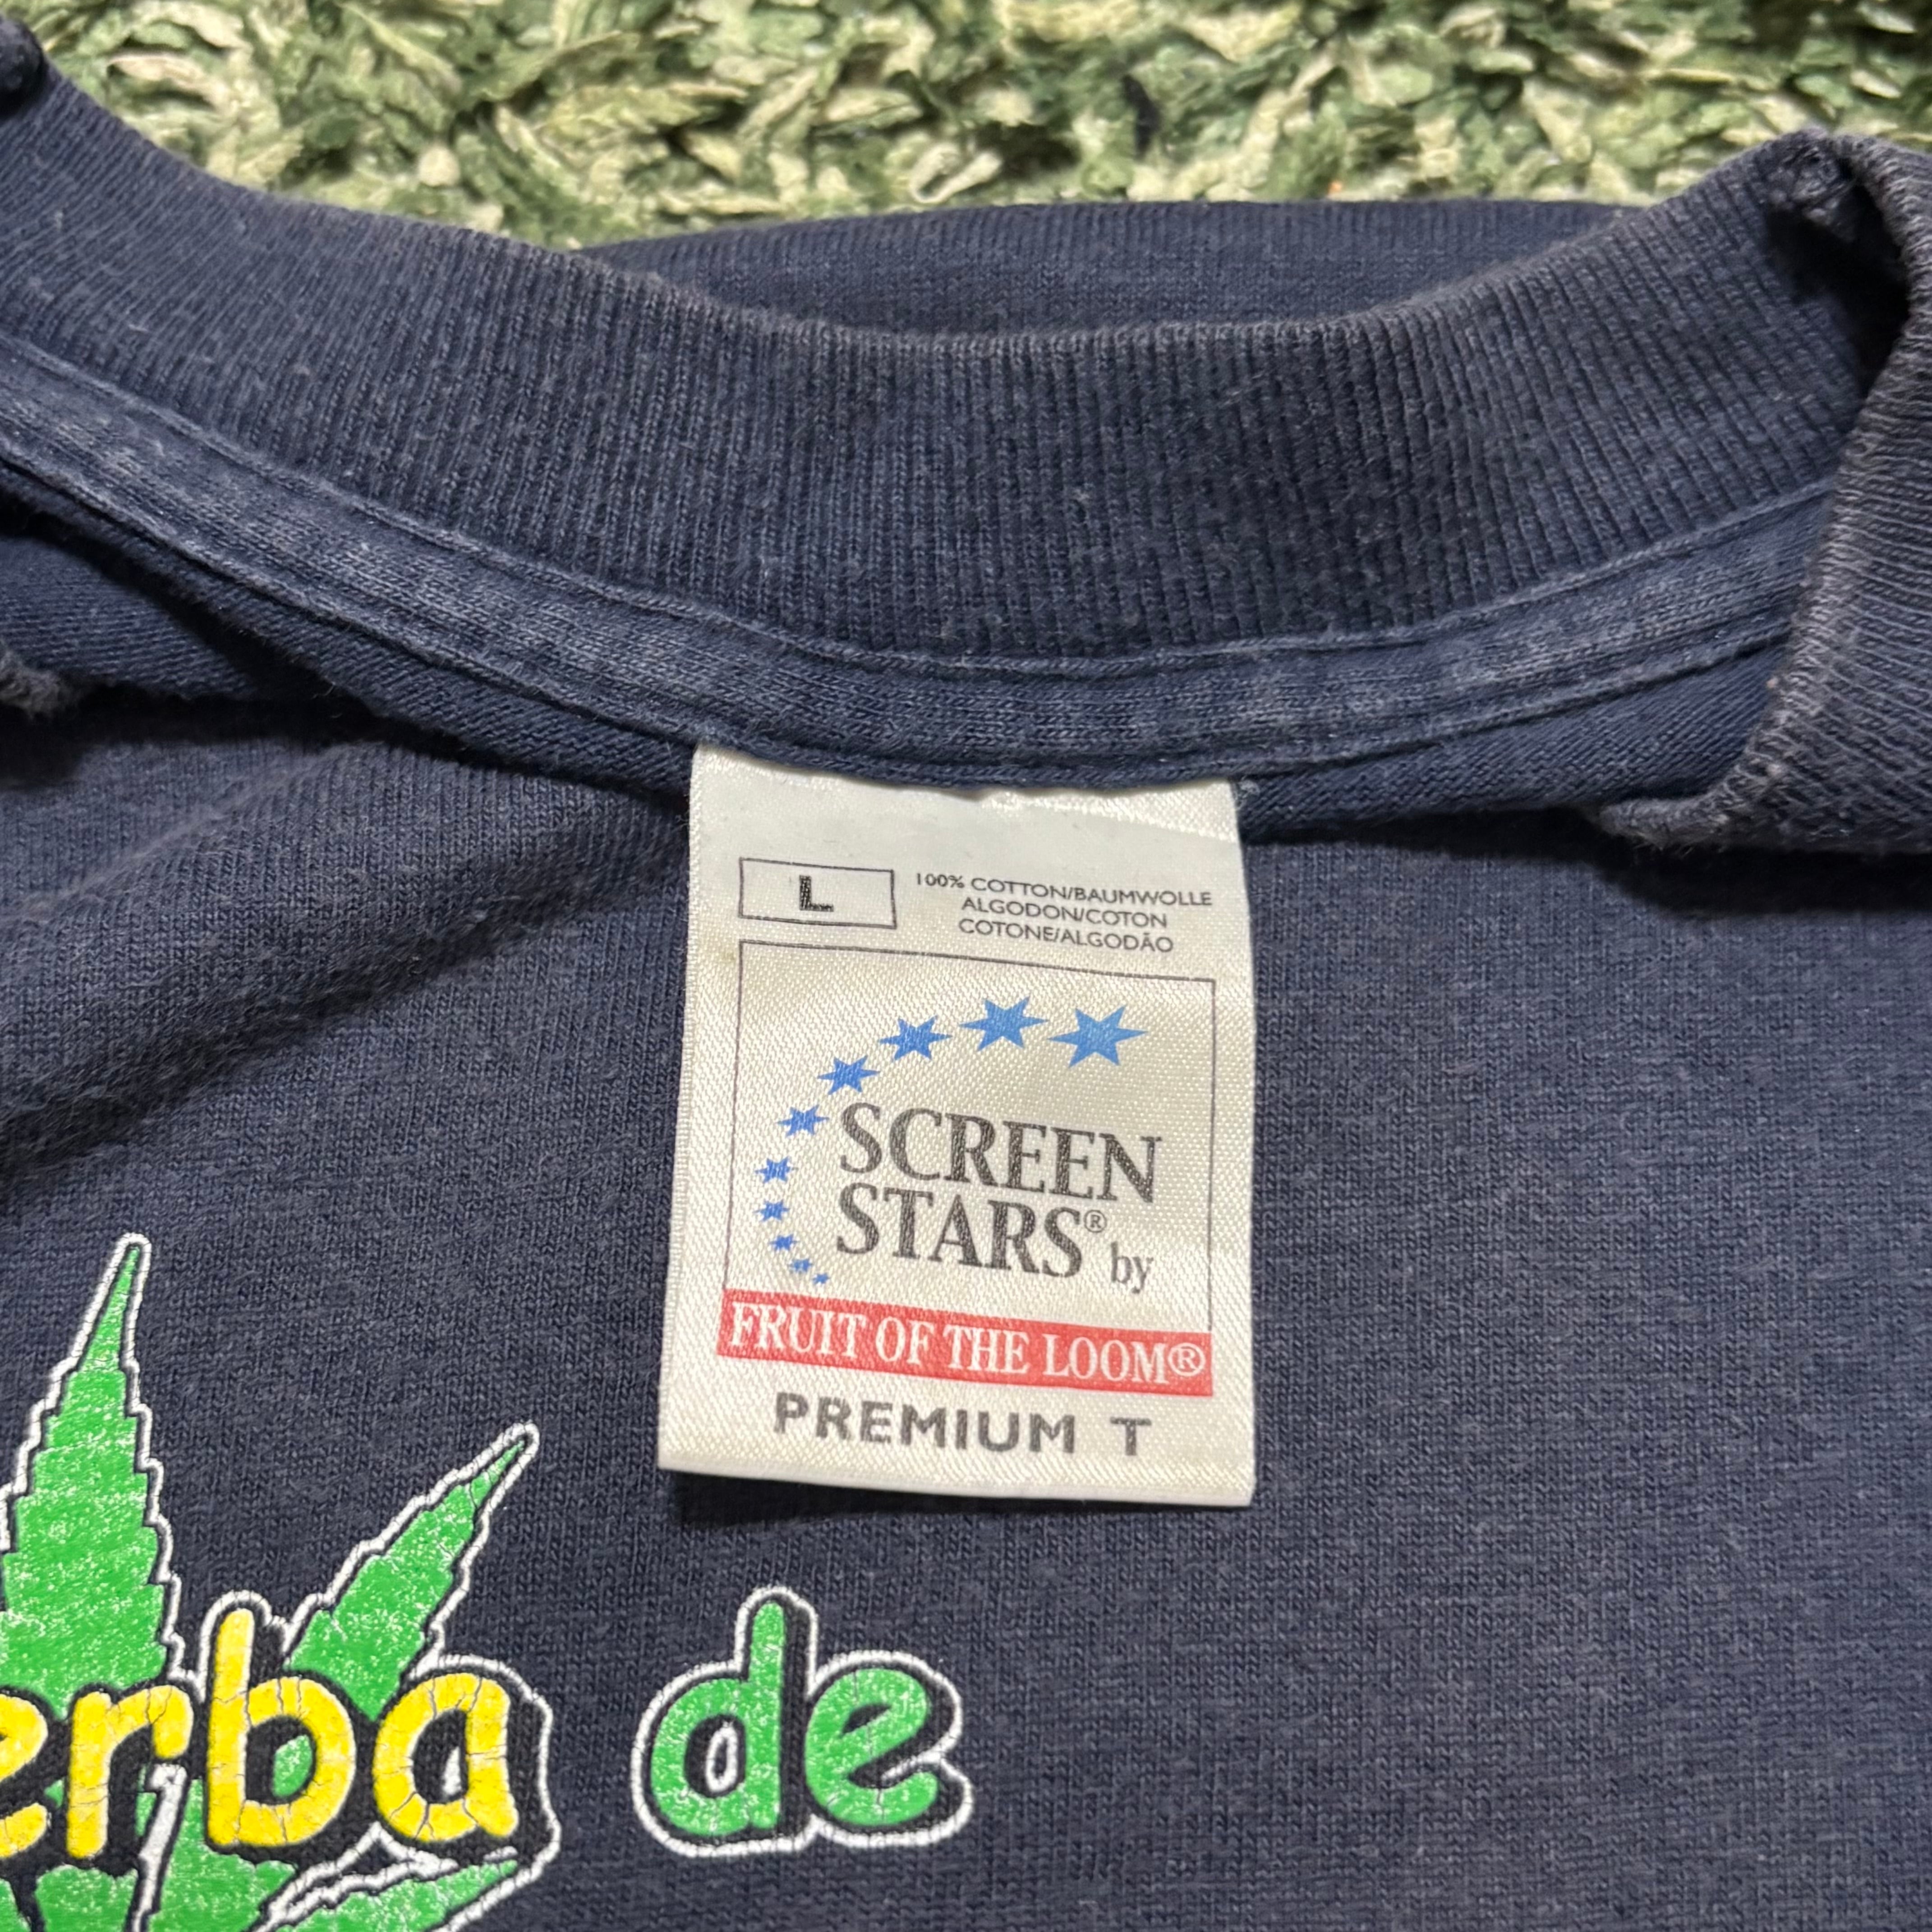 L
100% COTTON/BAUMWOLLE
ALGODON/COTON
COTONE/ALGODÃO
SCREEN
STARS® by
FRUIT OF THE LOOM®
PREMIUM T
erba de